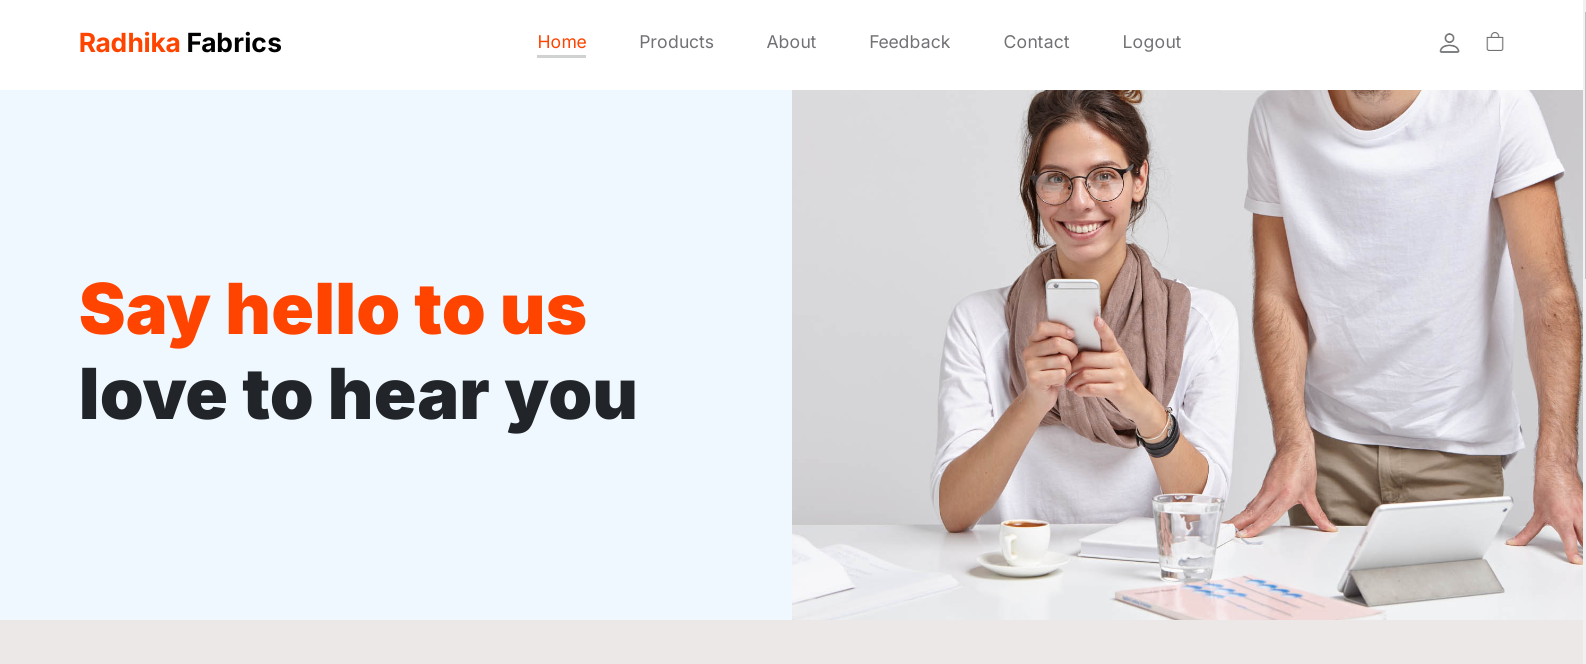 Radhika Fabrics
Home Products About Feedback Contact Logout
Say hello to us
love to hear you